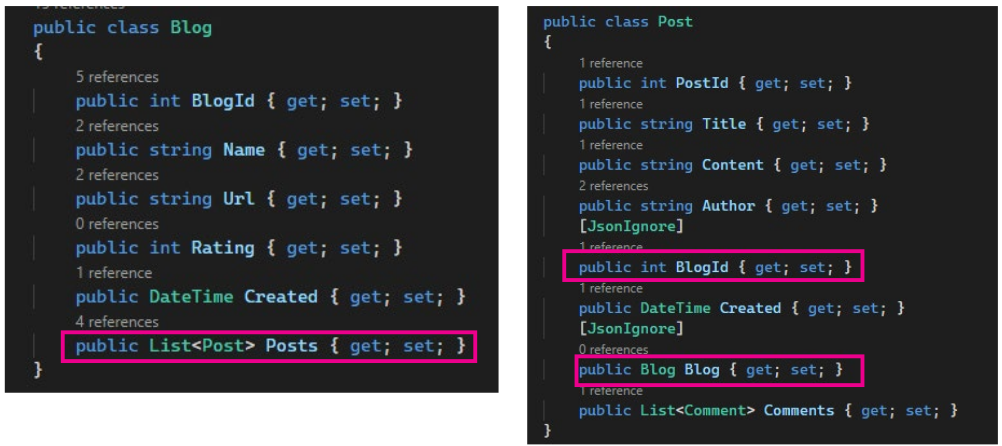 public class Blog
{
5 references
public int BlogId { get; set; }
2 references
public string Name { get; set; }
2 references
public string Url { get; set; }
0 references
public int Rating { get; set; }
1 reference
public DateTime Created { get; set; }
4 references
public List<Post> Posts { get; set; }
}
public class Post
{
1 reference
public int PostId { get; set; }
1 reference
public string Title { get; set; }
1 reference
public string Content { get; set; }
2 references
public string Author { get; set; }
[JsonIgnore]
1 reference
public int BlogId { get; set; }
1 reference
public DateTime Created { get; set; }
[JsonIgnore]
0 references
public Blog Blog { get; set; }
1 reference
public List<Comment> Comments { get; set; }
}